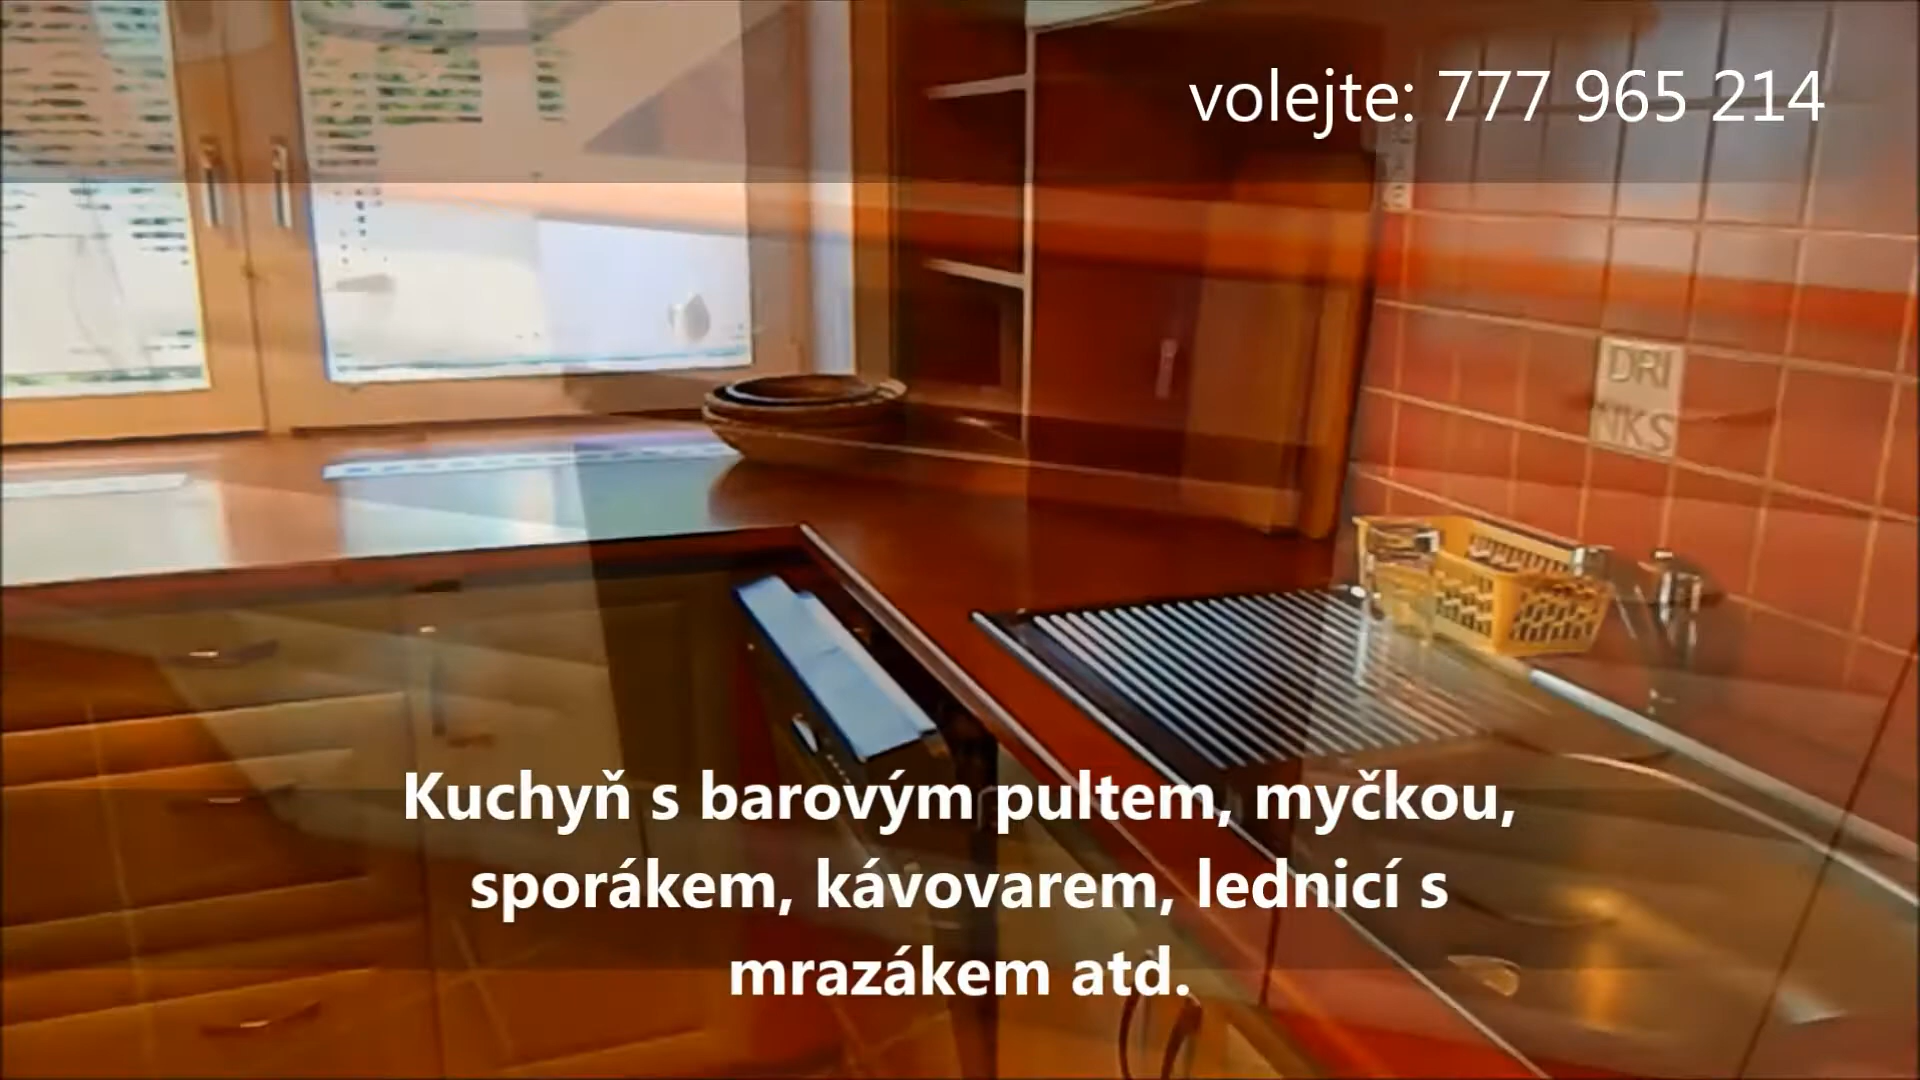 volejte: 777 965 214
DRI
NKS
Kuchyň s barovým pultem, myčkou,
sporákem, kávovarem, lednicí s
mrazákem atd.